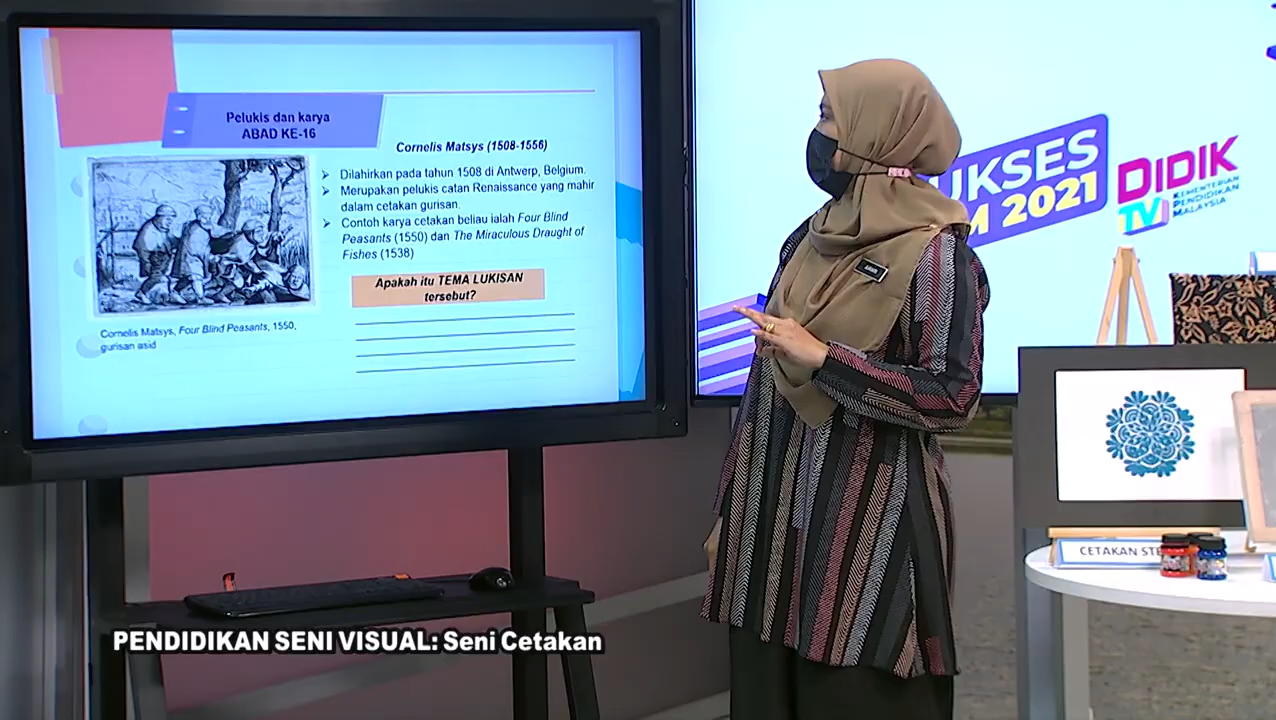 Pelukis dan karya
ABAD KE-16
Cornelis Matsys (1508-1556)
Dilahirkan pada tahun 1508 di Antwerp, Belgium.
Merupakan pelukis catan Renaissance yang mahir
dalam cetakan gurisan.
Contoh karya cetakan beliau ialah Four Blind
Peasants (1550) dan The Miraculous Draught of
Fishes (1538)
Apakah itu TEMA LUKISAN
tersebut?
Cornelis Matsys, Four Blind Peasants, 1550,
gurisan asid
UKSES
M 2021
DIDIK
TV
KEMENTERIAN
PENDIDIKAN
MALAYSIA
CETAKAN STE
PENDIDIKAN SENI VISUAL: Seni Cetakan